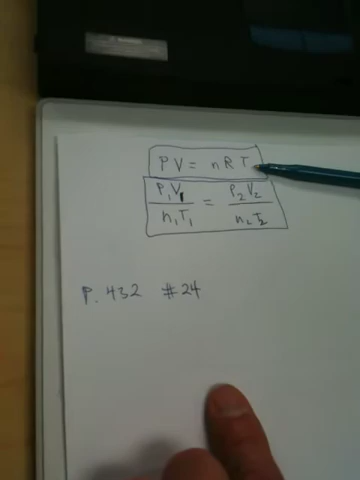 PV = nRT
P₁V₁ / n₁T₁ = P₂V₂ / n₂T₂
P. 432 #24